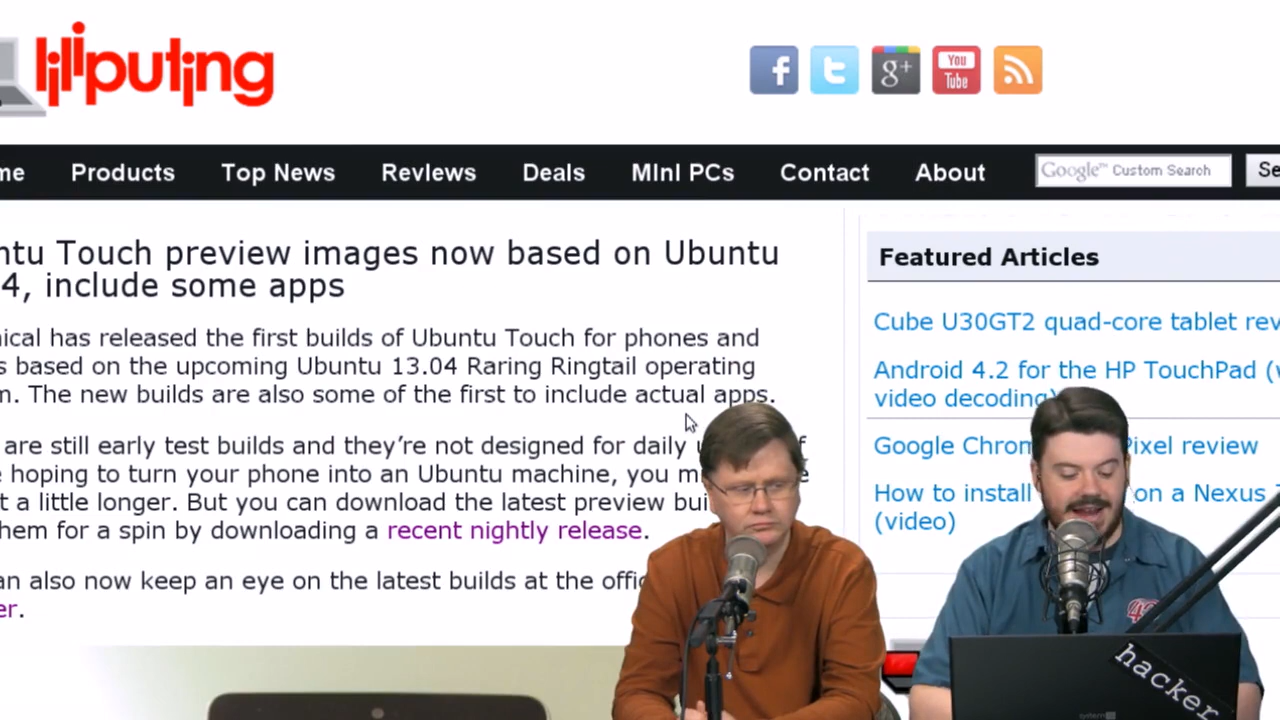 liliputing
f
t
g+
You
Tube
me Products Top News Reviews Deals MInI PCs Contact About
Google™ Custom Search
Se
ntu Touch preview images now based on Ubuntu
4, include some apps
nical has released the first builds of Ubuntu Touch for phones and
s based on the upcoming Ubuntu 13.04 Raring Ringtail operating
m. The new builds are also some of the first to include actual apps.
are still early test builds and they’re not designed for daily
hoping to turn your phone into an Ubuntu machine, you
t a little longer. But you can download the latest preview
hem for a spin by downloading a recent nightly release.
an also now keep an eye on the latest builds at the
er.
Featured Articles
Cube U30GT2 quad-core tablet rev
Android 4.2 for the HP TouchPad (
video decoding)
Google Chrom Pixel review
How to install on a Nexus
(video)
hacker